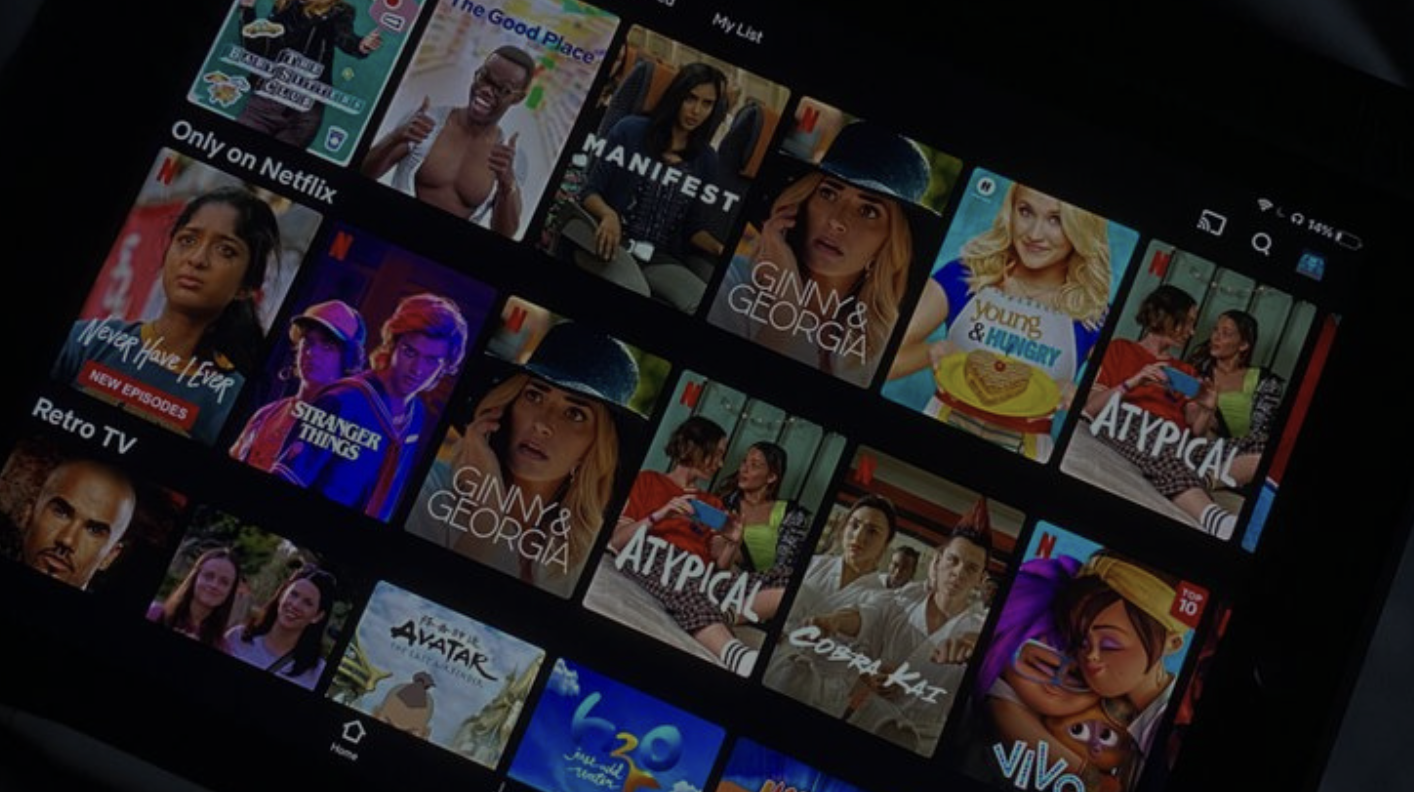 My List
THE
BABY-SITTERS
CLUB
The Good Place
MANIFEST
GINNY&
GEORGIA
young
& HUNGRY
ATYPICAL
14%
Only on Netflix
Never Have I Ever
NEW EPISODES
STRANGER
THINGS
GINNY&
GEORGIA
ATYPICAL
COBRA KAI
TOP
10
VIVO
Retro TV
AVATAR
THE LAST AIRBENDER
h2o
just add
water
Home